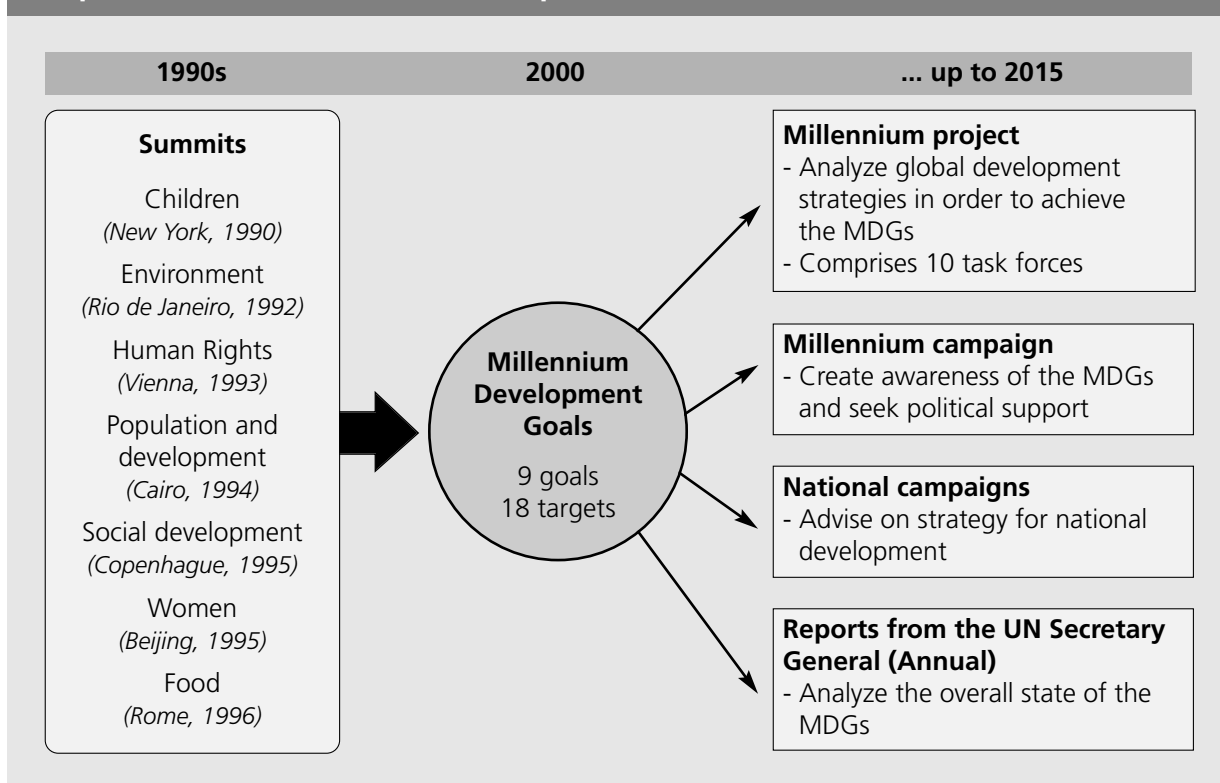 1990s
2000
... up to 2015
Summits
Children
(New York, 1990)
Environment
(Rio de Janeiro, 1992)
Human Rights
(Vienna, 1993)
Population and
development
(Cairo, 1994)
Social development
(Copenhague, 1995)
Women
(Beijing, 1995)
Food
(Rome, 1996)
Millennium
Development
Goals
9 goals
18 targets
Millennium project
- Analyze global development
strategies in order to achieve
the MDGs
- Comprises 10 task forces
Millennium campaign
- Create awareness of the MDGs
and seek political support
National campaigns
- Advise on strategy for national
development
Reports from the UN Secretary
General (Annual)
- Analyze the overall state of the
MDGs